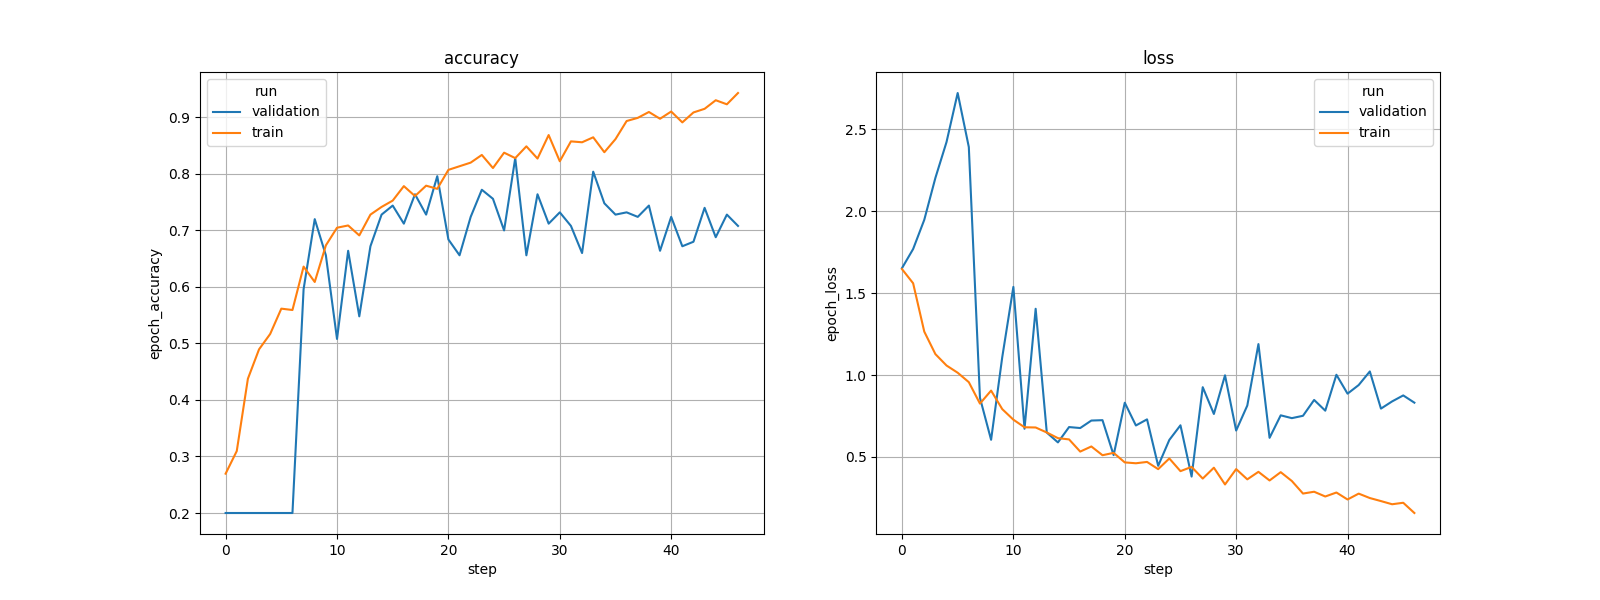 accuracy
run
validation
train
0.9
0.8
0.7
0.6
0.5
0.4
0.3
0.2
epoch_accuracy
0 10 20 30 40
step
loss
run
validation
train
2.5
2.0
1.5
1.0
0.5
epoch_loss
0 10 20 30 40
step